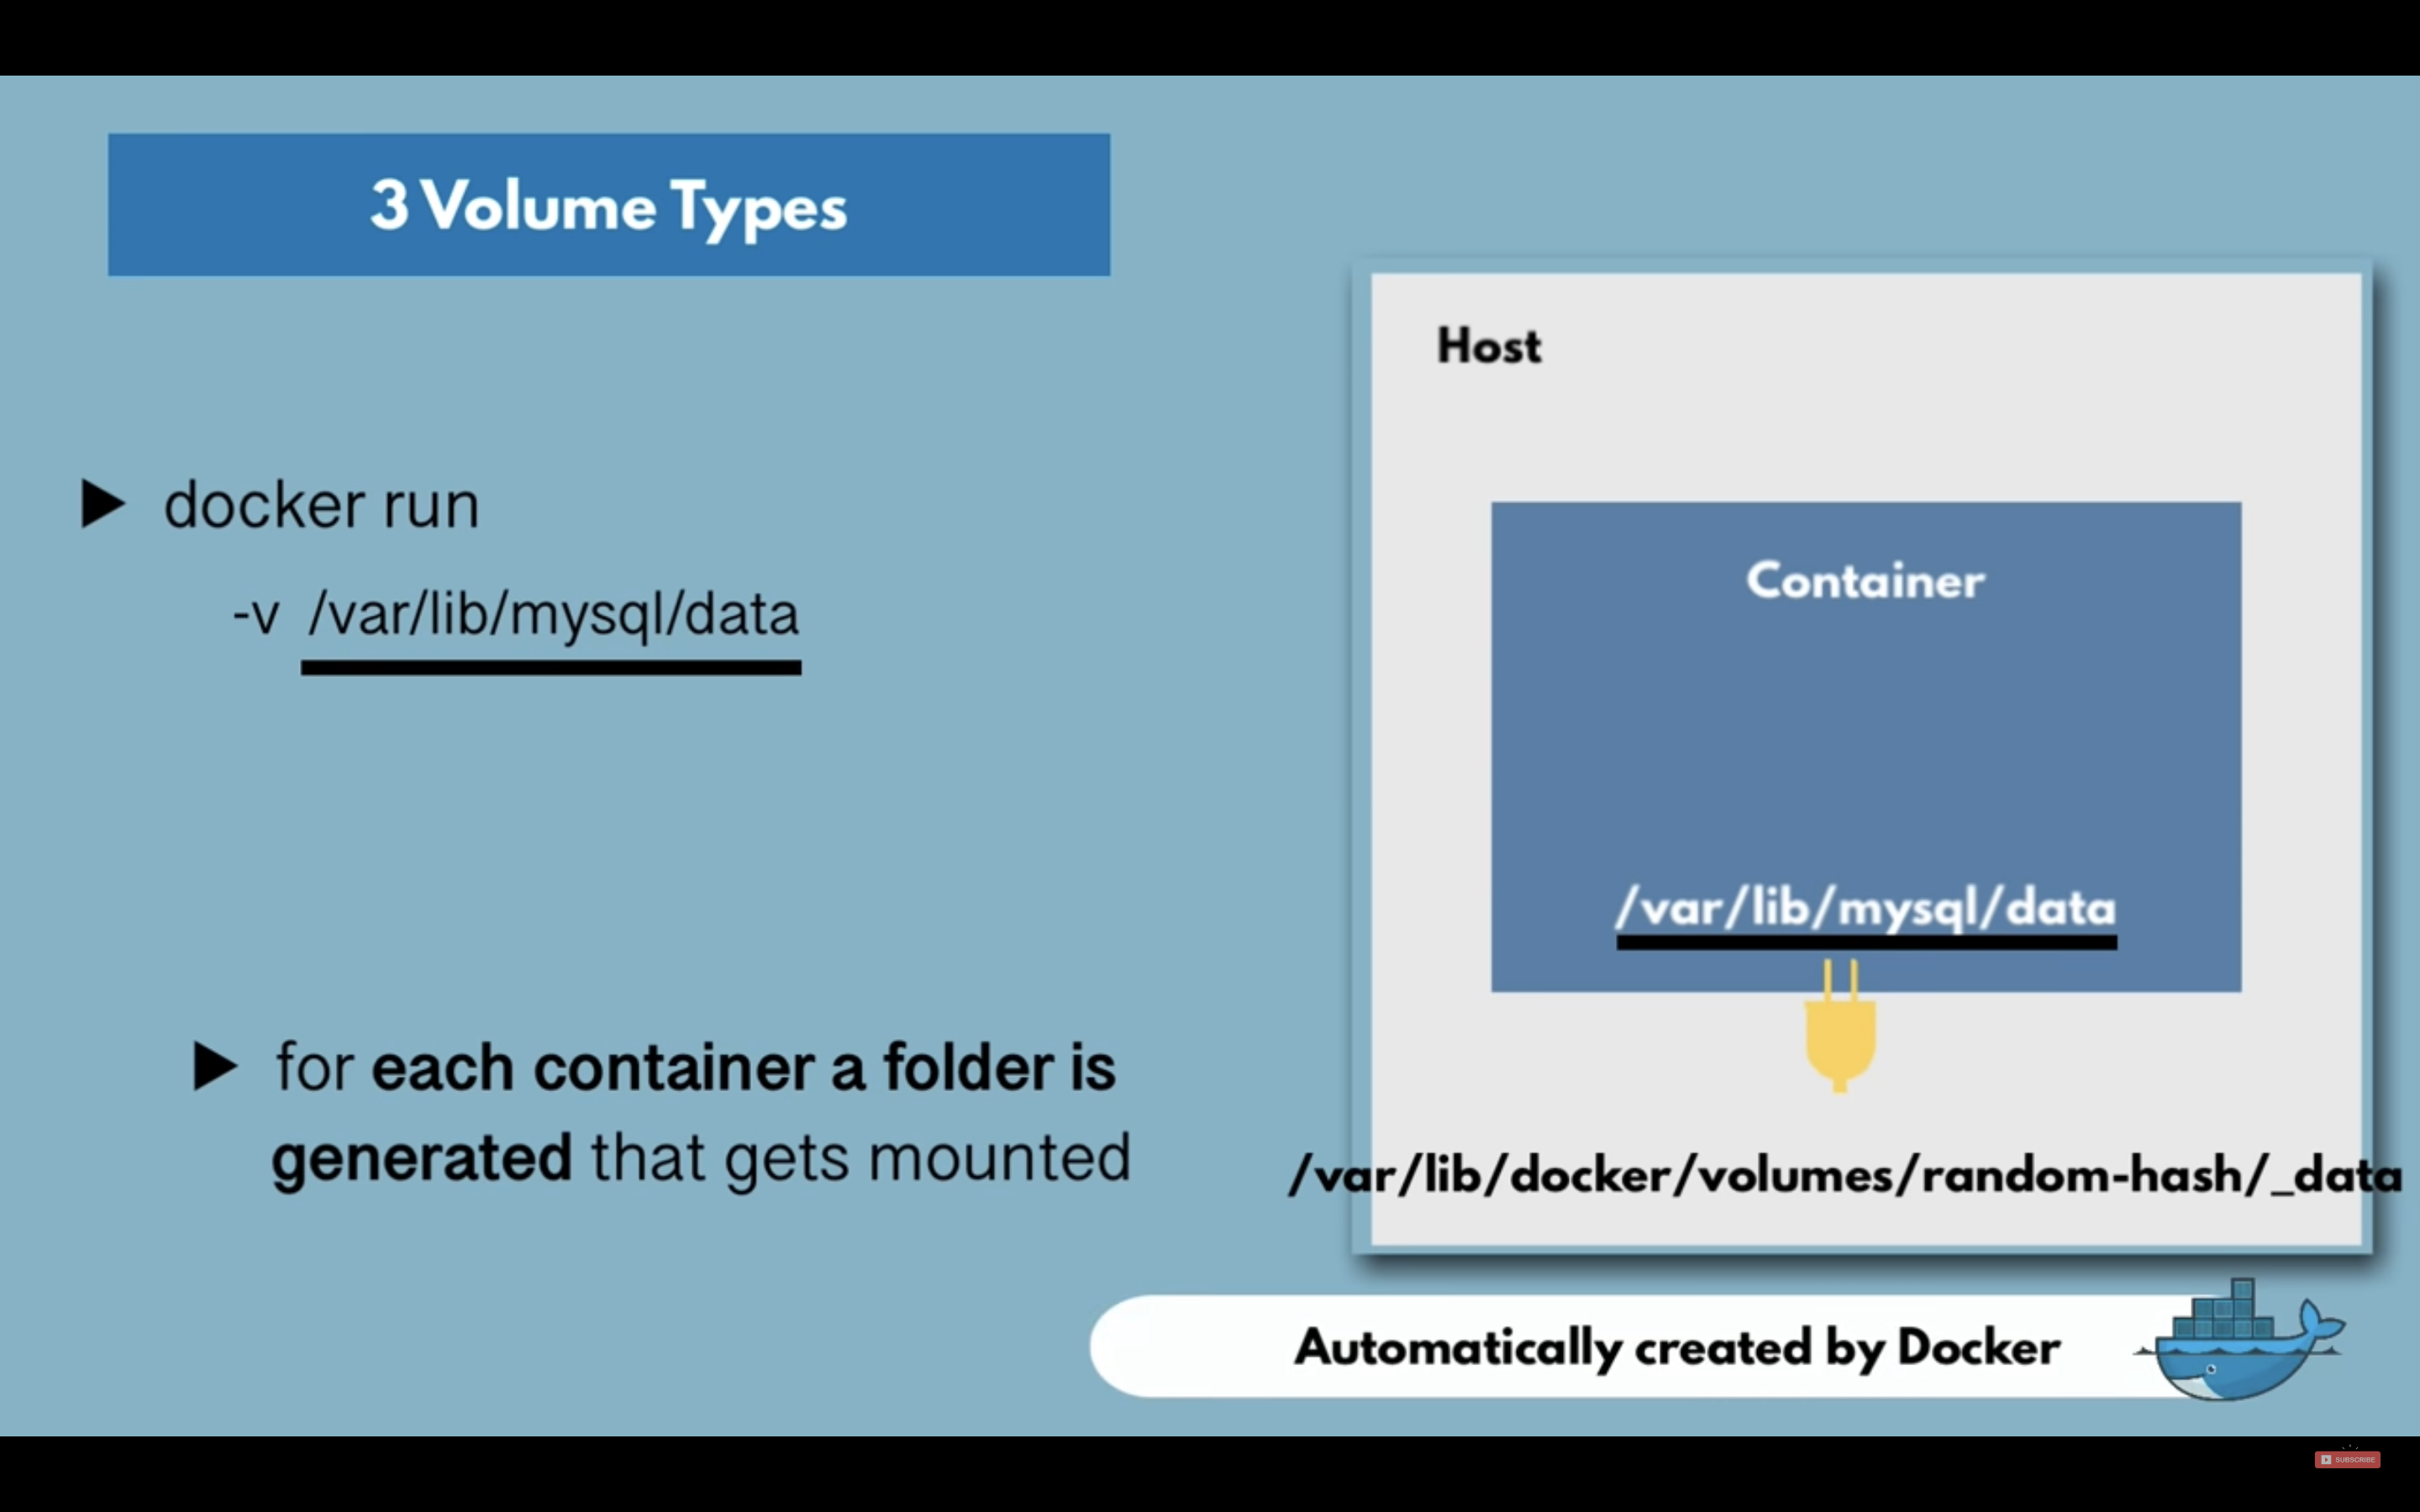 3 Volume Types
docker run
-v /var/lib/mysql/data
for each container a folder is
generated that gets mounted
Host
Container
/var/lib/mysql/data
/var/lib/docker/volumes/random-hash/_data
Automatically created by Docker
SUBSCRIBE